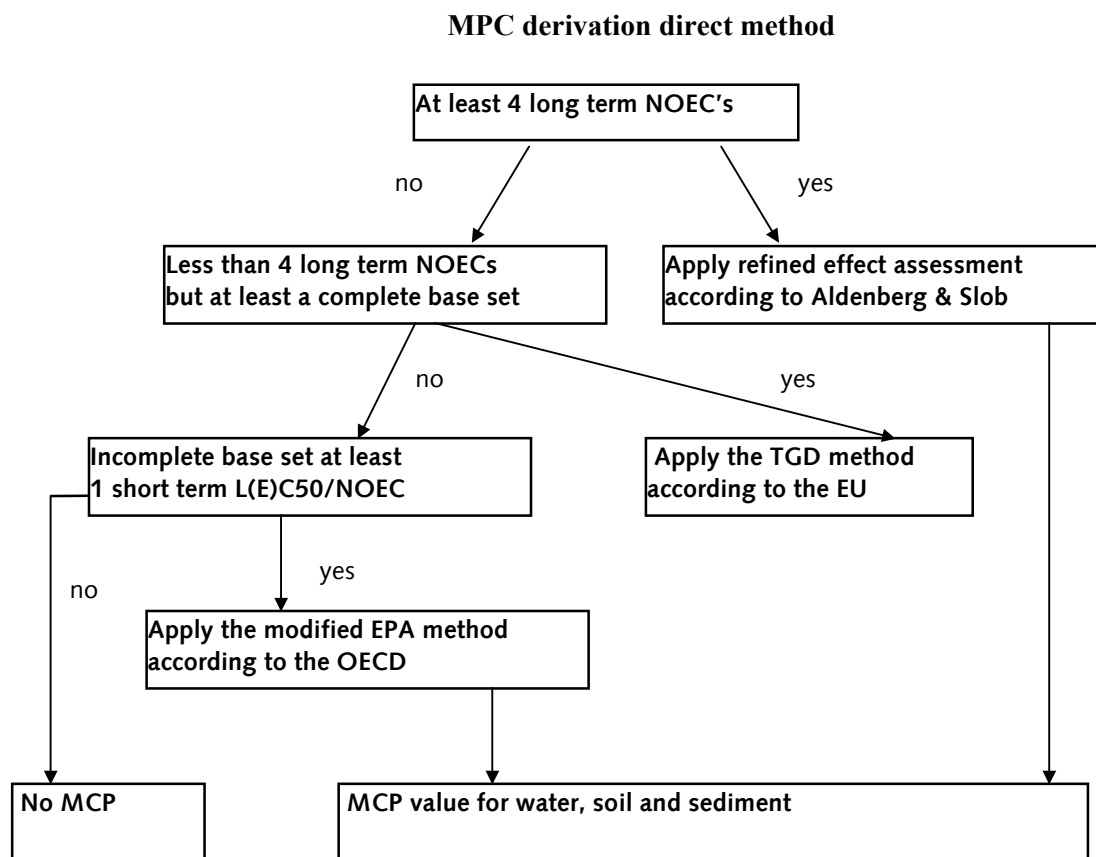 MPC derivation direct method
At least 4 long term NOEC's
no
yes
Less than 4 long term NOECs
but at least a complete base set
Apply refined effect assessment
according to Aldenberg & Slob
no
yes
Incomplete base set at least
1 short term L(E)C50/NOEC
Apply the TGD method
according to the EU
no
yes
Apply the modified EPA method
according to the OECD
No MCP
MCP value for water, soil and sediment